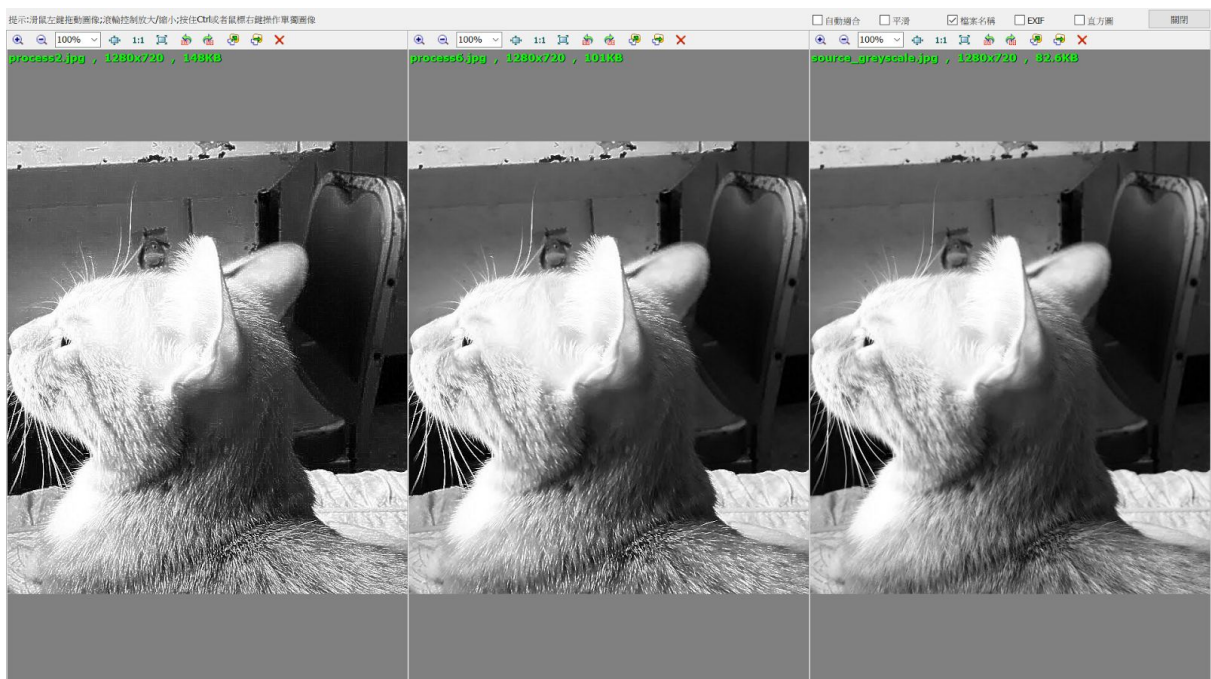 提示:滑鼠左鍵拖動圖像;滾輪控制放大/縮小;按住Ctrl或者鼠標右鍵操作單獨圖像
自動縮合 平滑 檔案名稱 EXIF 直方圖 關閉
100% 1:1 100% 1:1 100% 1:1
process2.jpg , 1280x720 , 148KB
process6.jpg , 1280x720 , 101KB
source_greyscale.jpg , 1280x720 , 82.6KB